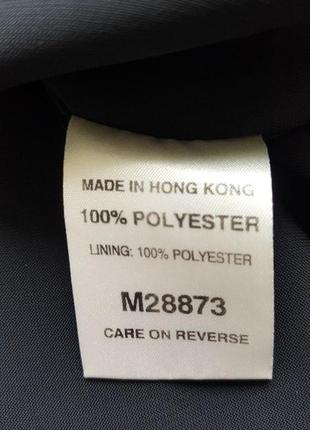 MADE IN HONG KONG
100% POLYESTER
LINING: 100% POLYESTER
M28873
CARE ON REVERSE